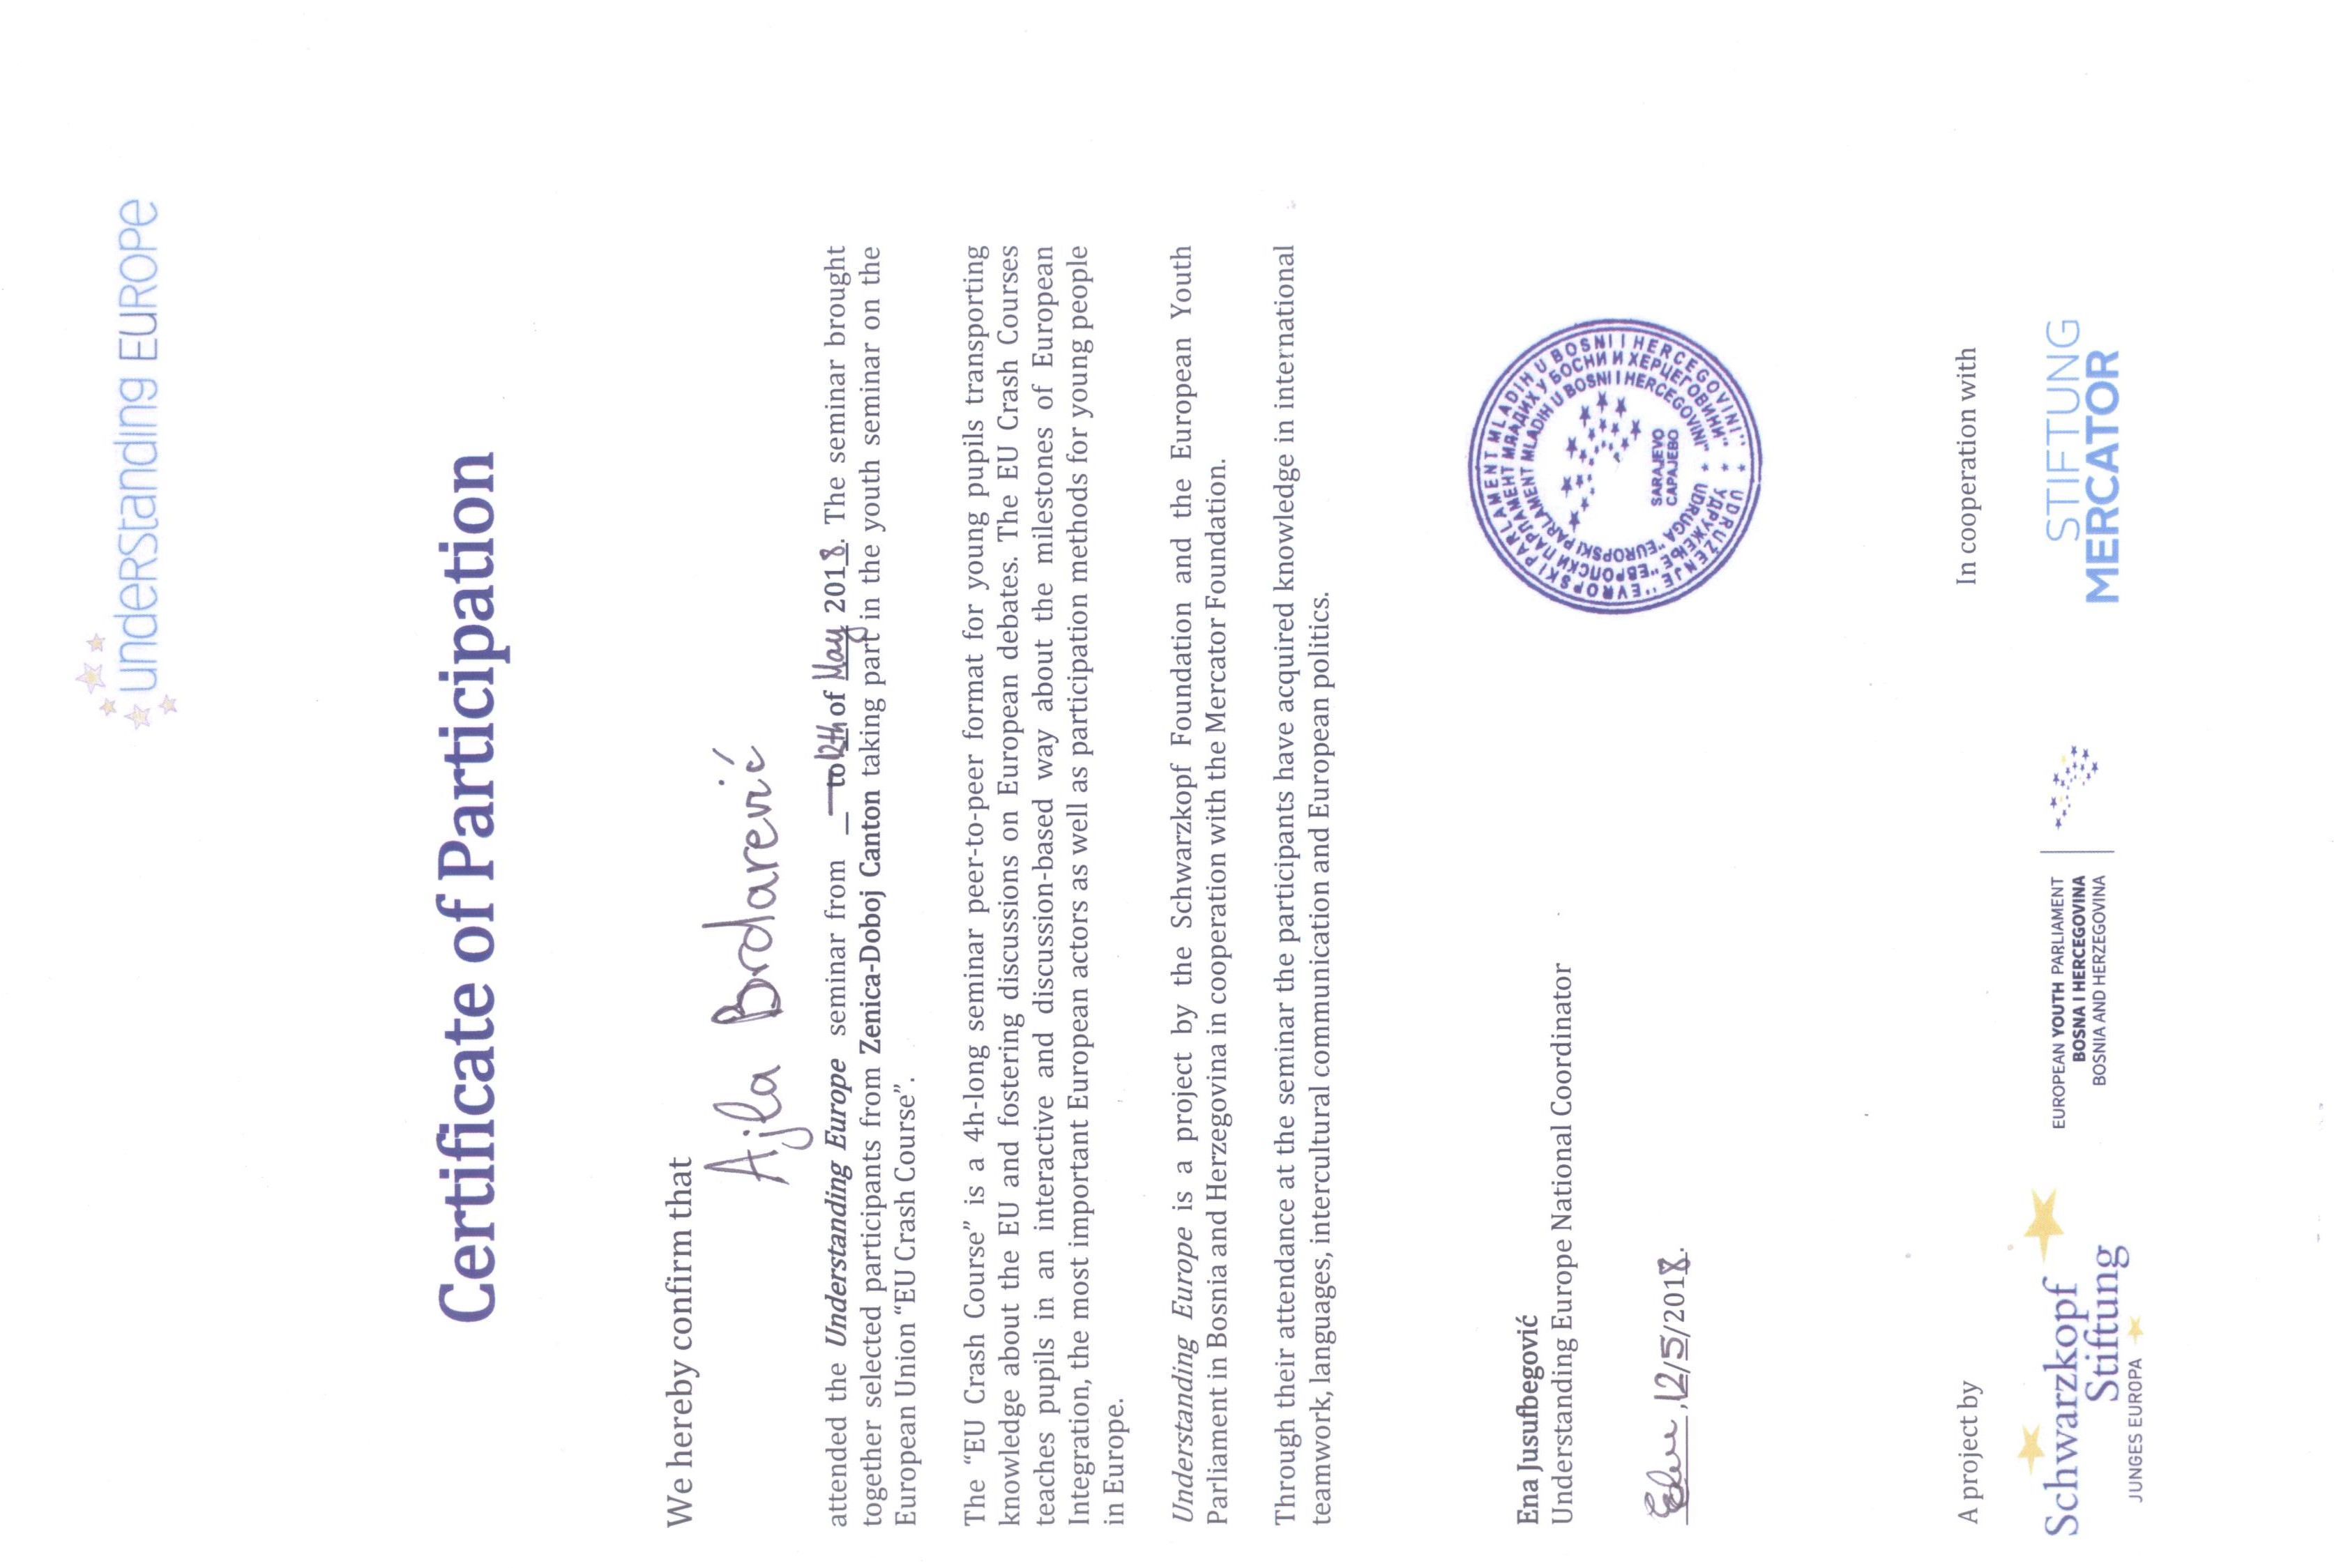 understanding EUROPE
Certificate of Participation
We hereby confirm that
Ajla Brdarević
attended the Understanding Europe seminar from _ to 12th of May 2018. The seminar brought
together selected participants from Zenica-Doboj Canton taking part in the youth seminar on the
European Union “EU Crash Course”.
The “EU Crash Course” is a 4h-long seminar peer-to-peer format for young pupils transporting
knowledge about the EU and fostering discussions on European debates. The EU Crash Courses
teaches pupils in an interactive and discussion-based way about the milestones of European
Integration, the most important European actors as well as participation methods for young people
in Europe.
Understanding Europe is a project by the Schwarzkopf Foundation and the European Youth
Parliament in Bosnia and Herzegovina in cooperation with the Mercator Foundation.
Through their attendance at the seminar the participants have acquired knowledge in international
teamwork, languages, intercultural communication and European politics.
UDRUŽENJE "EVROPSKI PARLAMENT MLADIH U BOSNI I HERCEGOVINI"
УДРУЖЕЊЕ "ЕВРОПСКИ ПАРЛАМЕНТ МЛАДИХ У БОСНИ И ХЕРЦЕГОВИНИ"
UDRUGA "EUROPSKI PARLAMENT MLADIH U BOSNI I HERCEGOVINI"
SARAJEVO
САРАЈЕВО
Ena Jusufbegović
Understanding Europe National Coordinator
, 12/5/2018.
A project by
In cooperation with
Schwarzkopf
Stiftung
JUNGES EUROPA
EUROPEAN YOUTH PARLIAMENT
BOSNA I HERCEGOVINA
BOSNIA AND HERZEGOVINA
STIFTUNG
MERCATOR